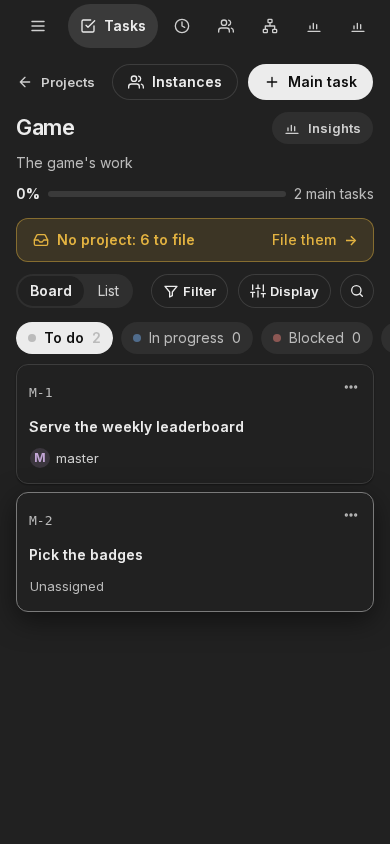 Tasks
Projects
Instances
Main task
Game
Insights
The game's work
0%
2 main tasks
No project: 6 to file
File them
Board
List
Filter
Display
To do 2
In progress 0
Blocked 0
M-1
Serve the weekly leaderboard
M master
M-2
Pick the badges
Unassigned